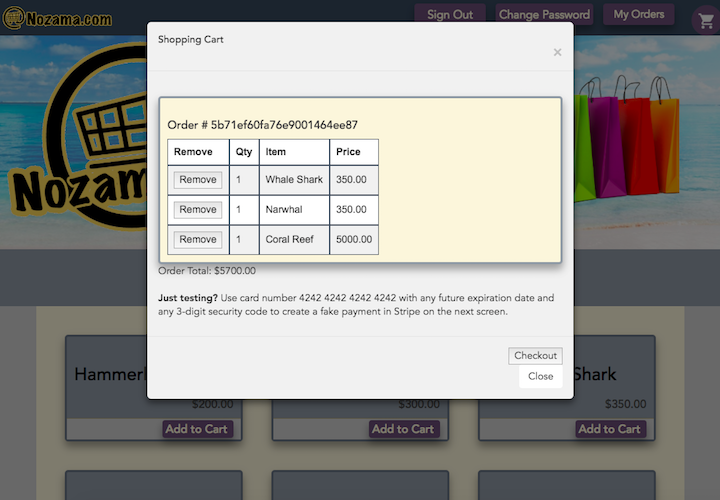 Nozama.com
Sign Out
Change Password
My Orders
Shopping Cart
×
Nozama
Order # 5b71ef60fa76e9001464ee87
Remove Qty Item Price
Remove 1 Whale Shark 350.00
Remove 1 Narwhal 350.00
Remove 1 Coral Reef 5000.00
Order Total: $5700.00
Just testing? Use card number 4242 4242 4242 4242 with any future expiration date and
any 3-digit security code to create a fake payment in Stripe on the next screen.
Checkout
Close
Shark
$200.00 $300.00 $350.00
Add to Cart Add to Cart Add to Cart